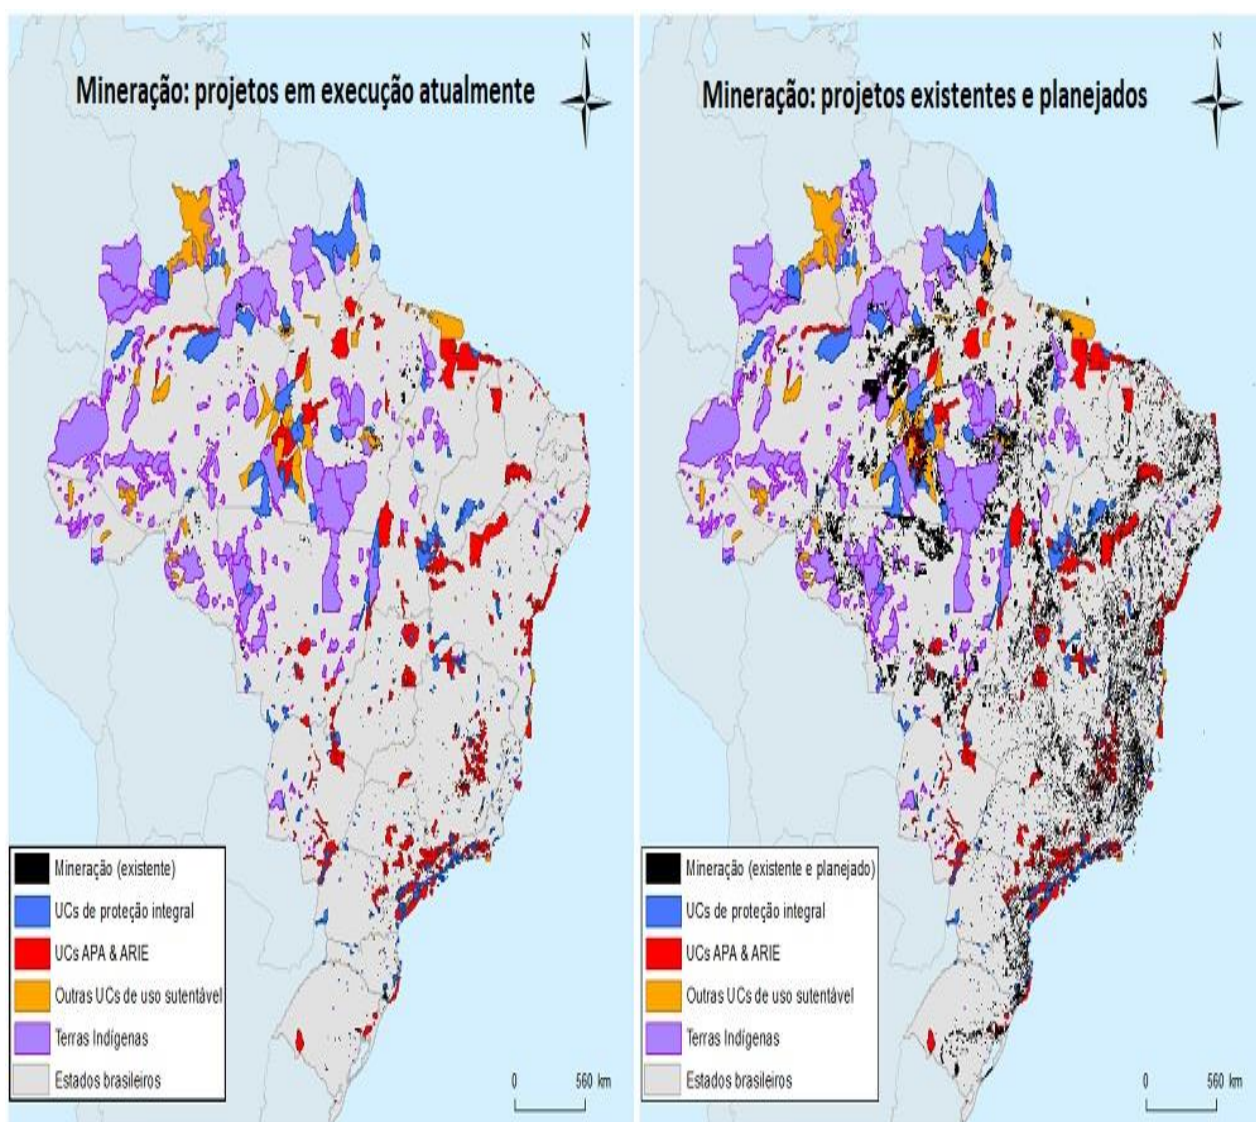 Mineração: projetos em execução atualmente
N
Mineração (existente)
UCs de proteção integral
UCs APA & ARIE
Outras UCs de uso sutentável
Terras Indígenas
Estados brasileiros
0 560 km
Mineração: projetos existentes e planejados
N
Mineração (existente e planejado)
UCs de proteção integral
UCs APA & ARIE
Outras UCs de uso sutentável
Terras Indígenas
Estados brasileiros
0 560 km